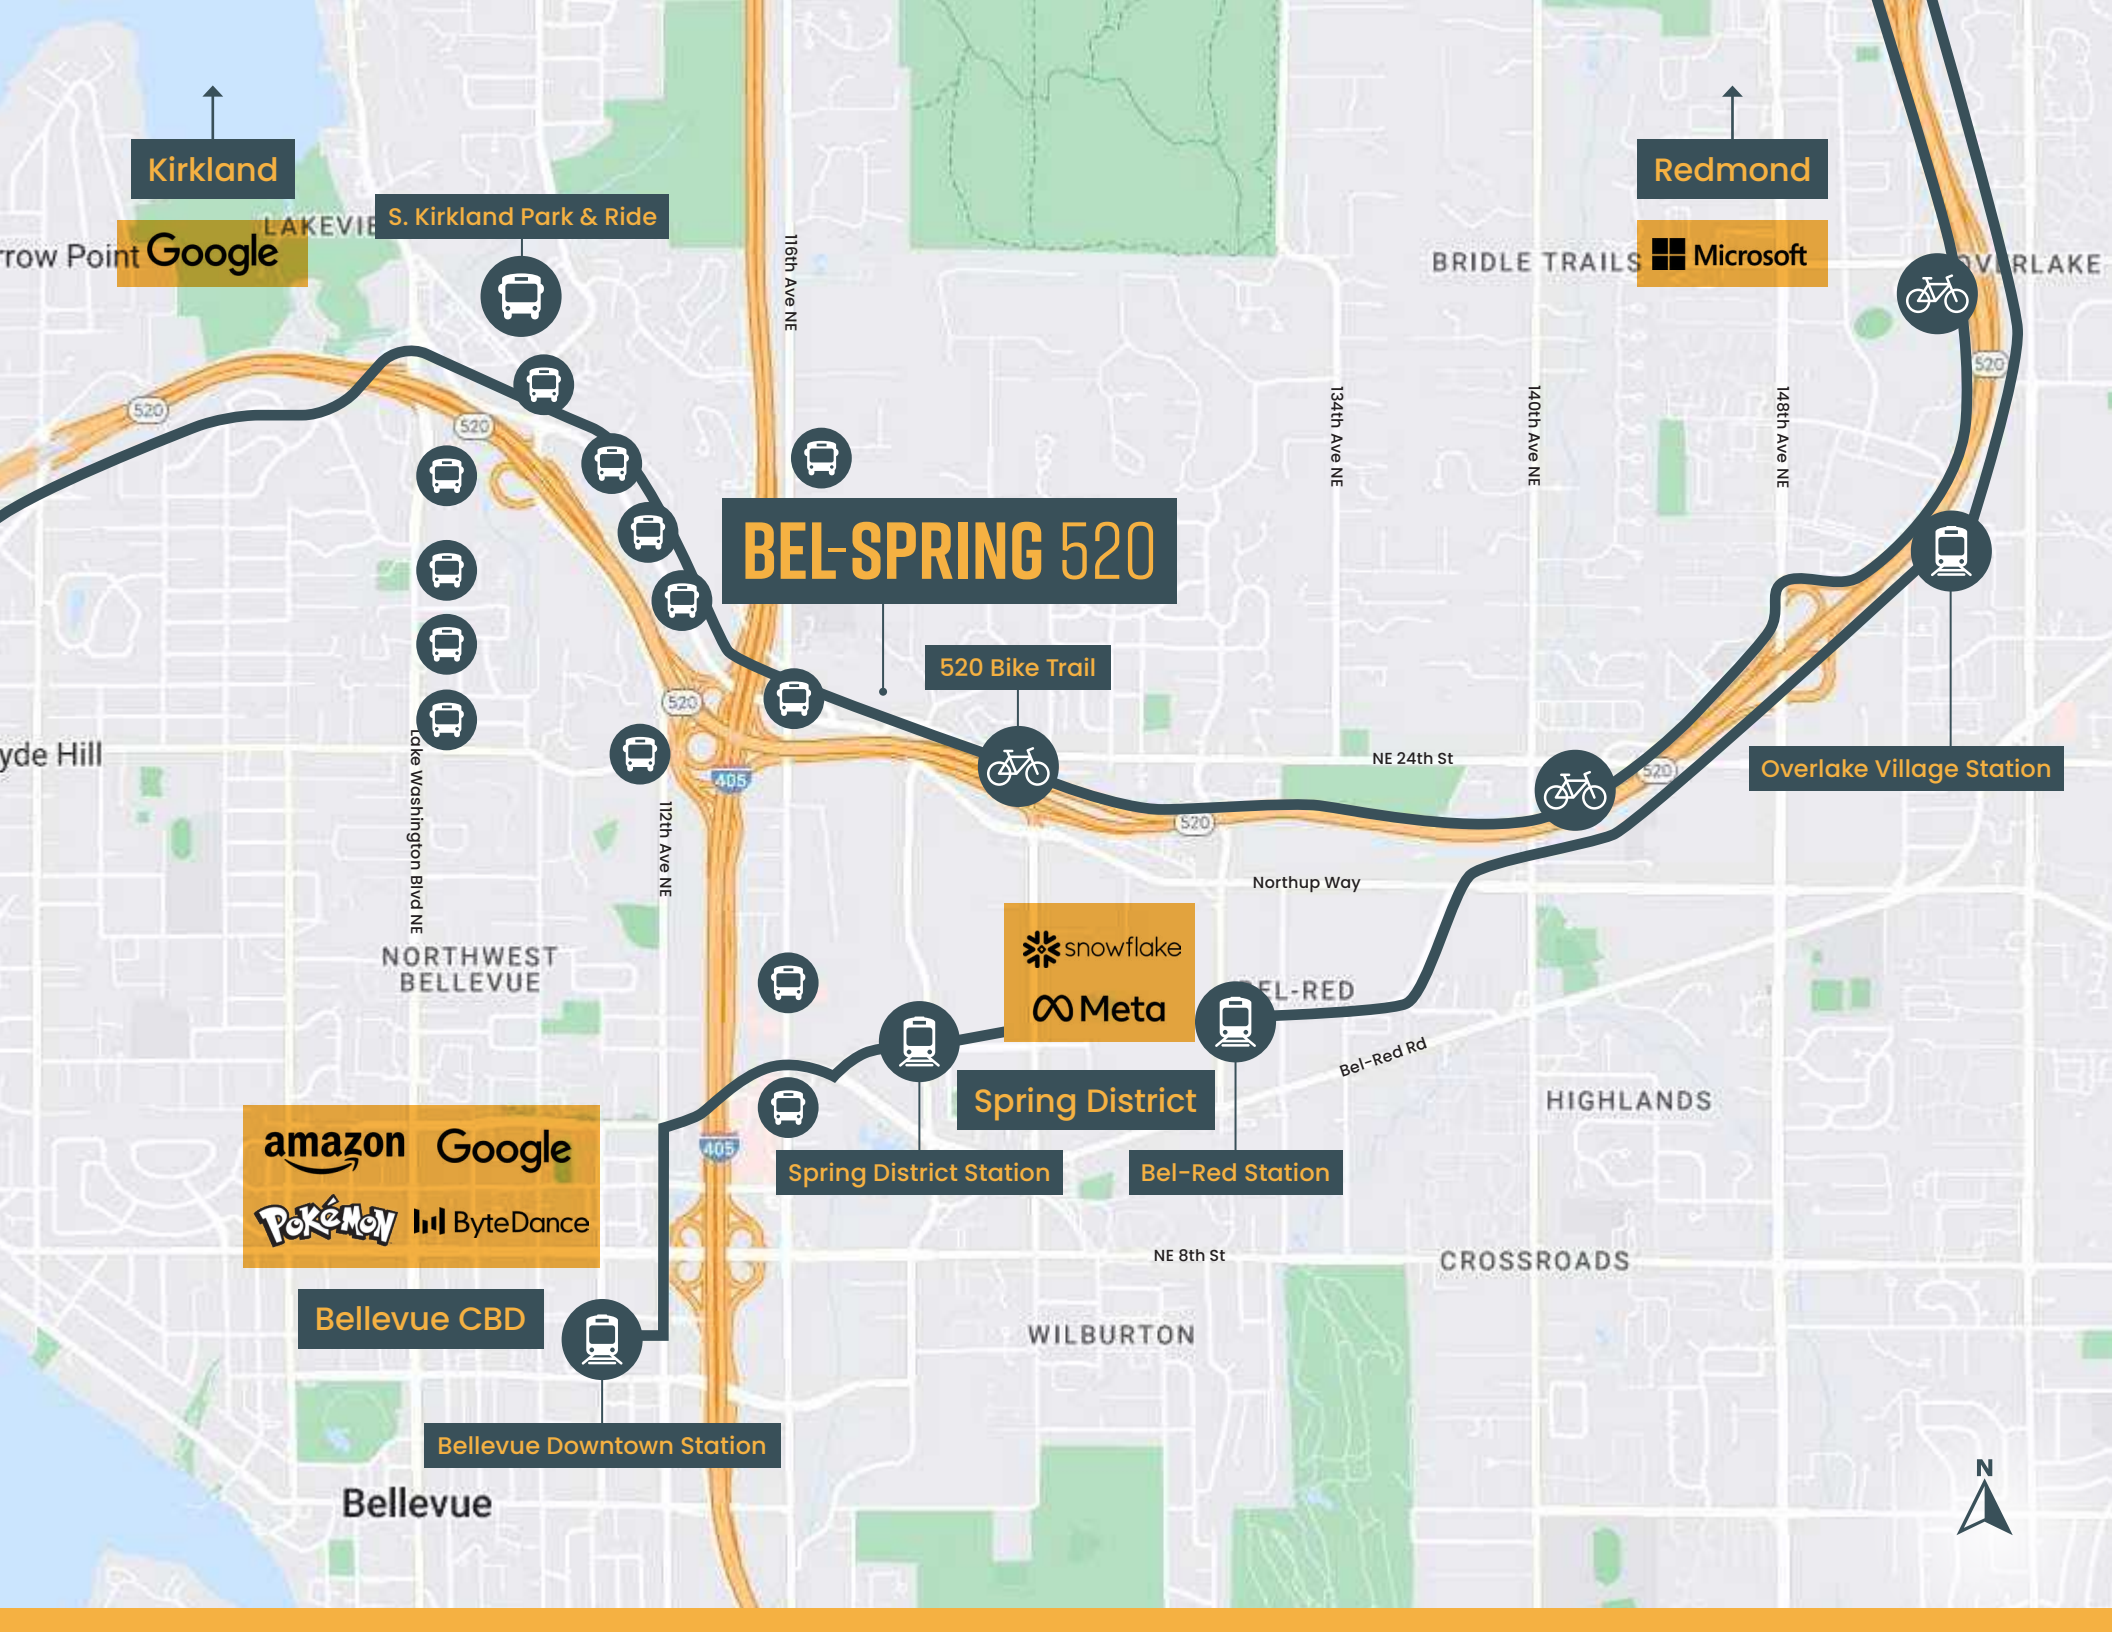 Kirkland
Redmond
S. Kirkland Park & Ride
LAKEVIE
rrow Point
Google
116th Ave NE
BRIDLE TRAILS
Microsoft
OVERLAKE
520
520
520
134th Ave NE
140th Ave NE
148th Ave NE
BEL-SPRING 520
520 Bike Trail
520
yde Hill
Lake Washington Blvd NE
405
NE 24th St
520
Overlake Village Station
112th Ave NE
520
Northup Way
snowflake
Meta
NORTHWEST
BELLEVUE
EL-RED
Bel-Red Rd
Spring District
HIGHLANDS
amazon
Google
405
Spring District Station
Bel-Red Station
POKéMON
ByteDance
NE 8th St
CROSSROADS
Bellevue CBD
WILBURTON
Bellevue Downtown Station
Bellevue
N